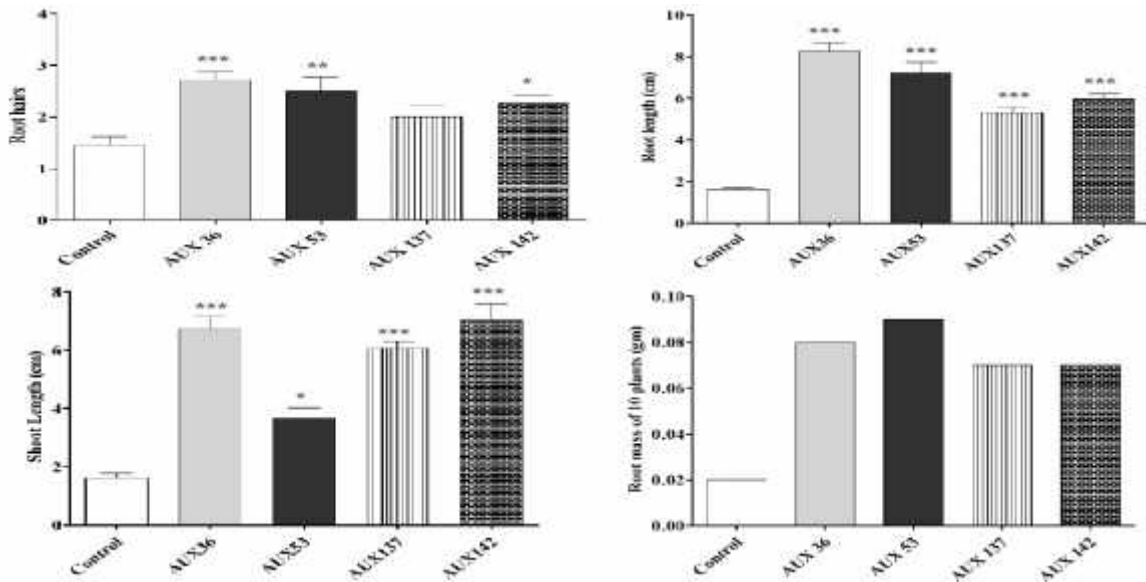 Root hairs
4
3
2
1
0
***
**
*
Control
AUX 36
AUX 53
AUX 137
AUX 142
Root length (cm)
10
8
6
4
2
0
***
***
***
***
Control
AUX36
AUX53
AUX137
AUX142
Shoot Length (cm)
8
6
4
2
0
***
*
***
***
Control
AUX36
AUX53
AUX137
AUX142
Root mass of 10 plants (gm)
0.10
0.08
0.06
0.04
0.02
0.00
Control
AUX 36
AUX 53
AUX 137
AUX 142